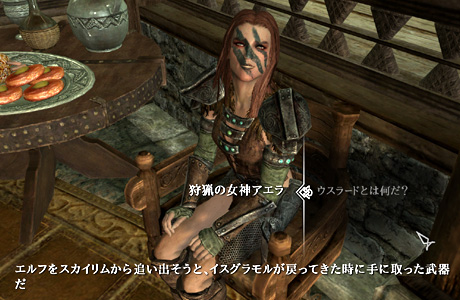 狩猟の女神アエラ
ウスラードとは何だ？
エルフをスカイリムから追い出そうと、イスグラモルが戻ってきた時に手に取った武器
だ